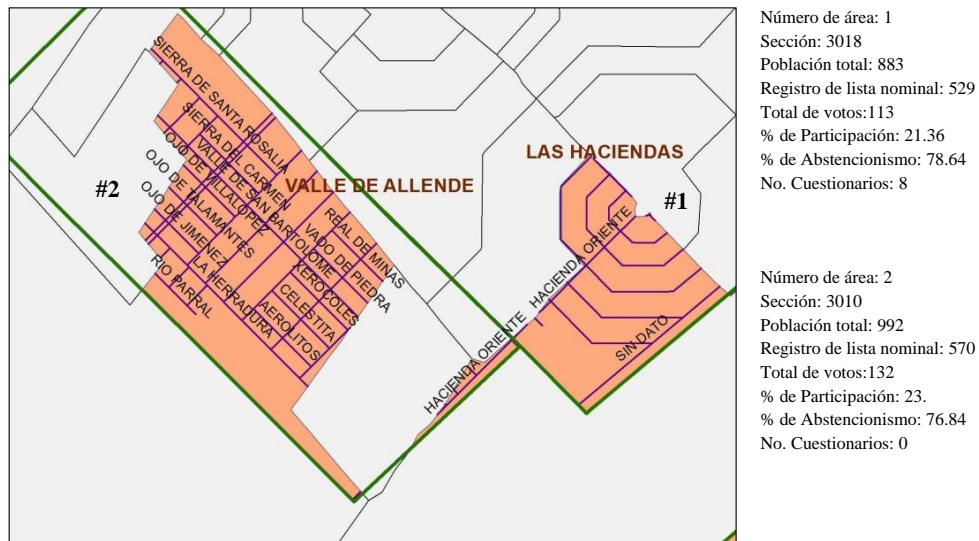 SIERRA DE SANTA ROSALIA
SIERRA DEL CARMEN
VALLE DE SAN BARTOLOME
OJO DE VILLALOPEZ
OJO DE TALAMANTES
OJO DE JIMENEZ
LA HERRADURA
RIO PARRAL
#2
VALLE DE ALLENDE
REAL DE MINAS
VADO DE PIEDRA
XEROCOLES
CELESTITA
AEROLITOS
LAS HACIENDAS
#1
HACIENDA ORIENTE
HACIENDA ORIENTE
SIN DATO
Número de área: 1
Sección: 3018
Población total: 883
Registro de lista nominal: 529
Total de votos:113
% de Participación: 21.36
% de Abstencionismo: 78.64
No. Cuestionarios: 8
Número de área: 2
Sección: 3010
Población total: 992
Registro de lista nominal: 570
Total de votos:132
% de Participación: 23.
% de Abstencionismo: 76.84
No. Cuestionarios: 0